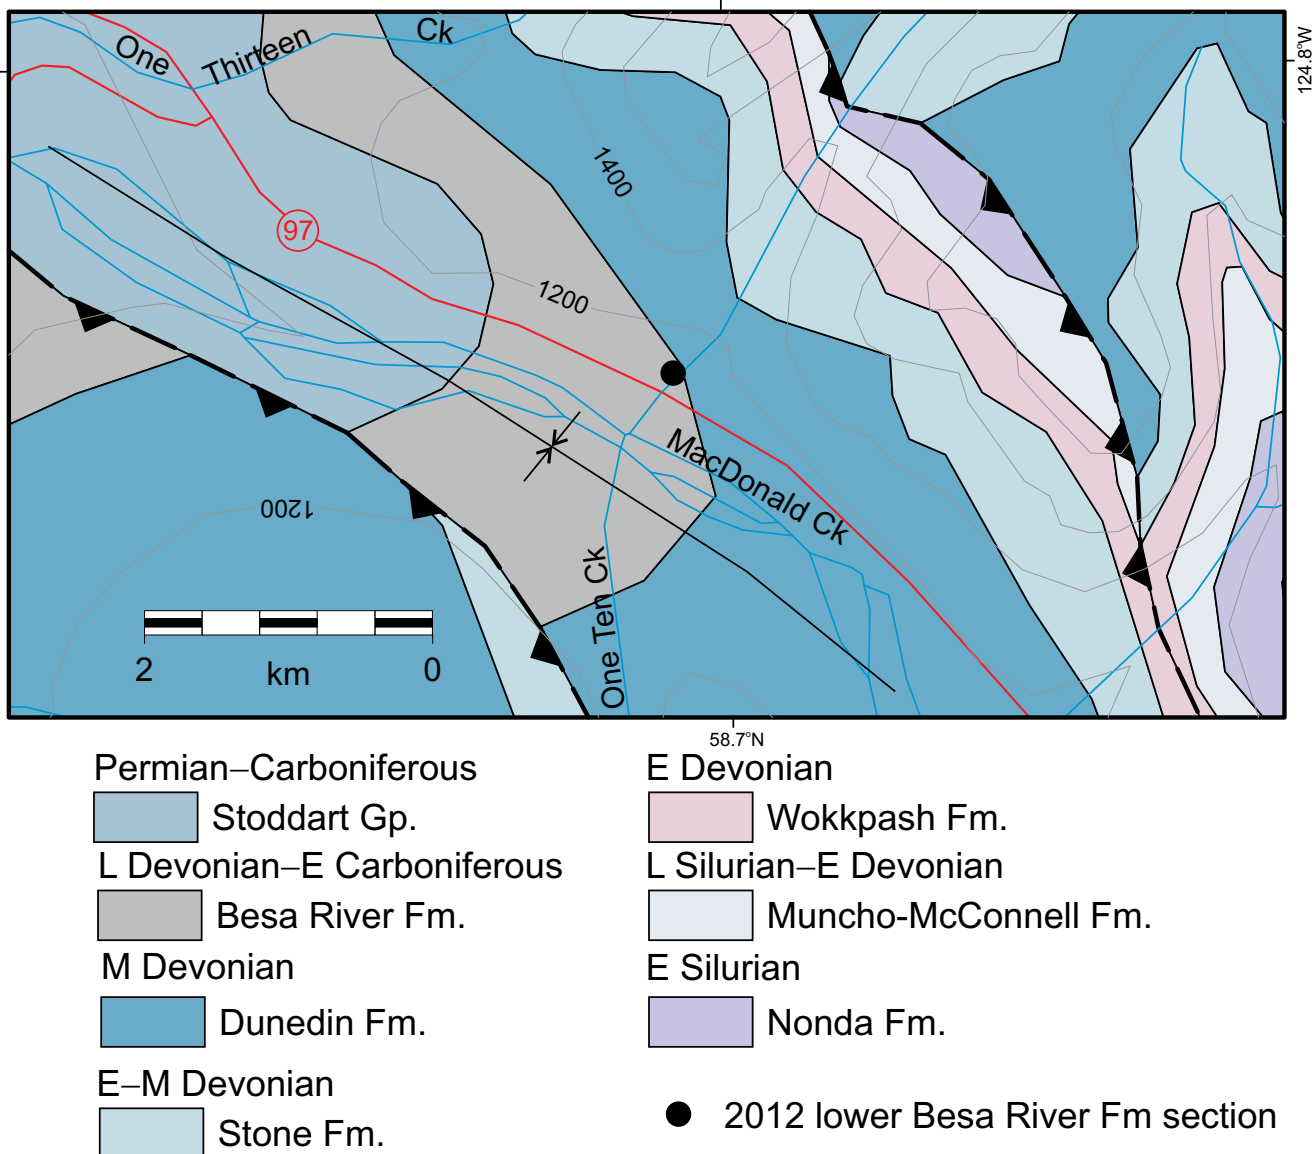 One Thirteen Ck
124.8°W
1400
97
1200
MacDonald Ck
1200
One Ten Ck
2 km 0
58.7°N
Permian–Carboniferous
Stoddart Gp.
L Devonian–E Carboniferous
Besa River Fm.
M Devonian
Dunedin Fm.
E–M Devonian
Stone Fm.
E Devonian
Wokkpash Fm.
L Silurian–E Devonian
Muncho-McConnell Fm.
E Silurian
Nonda Fm.
2012 lower Besa River Fm section